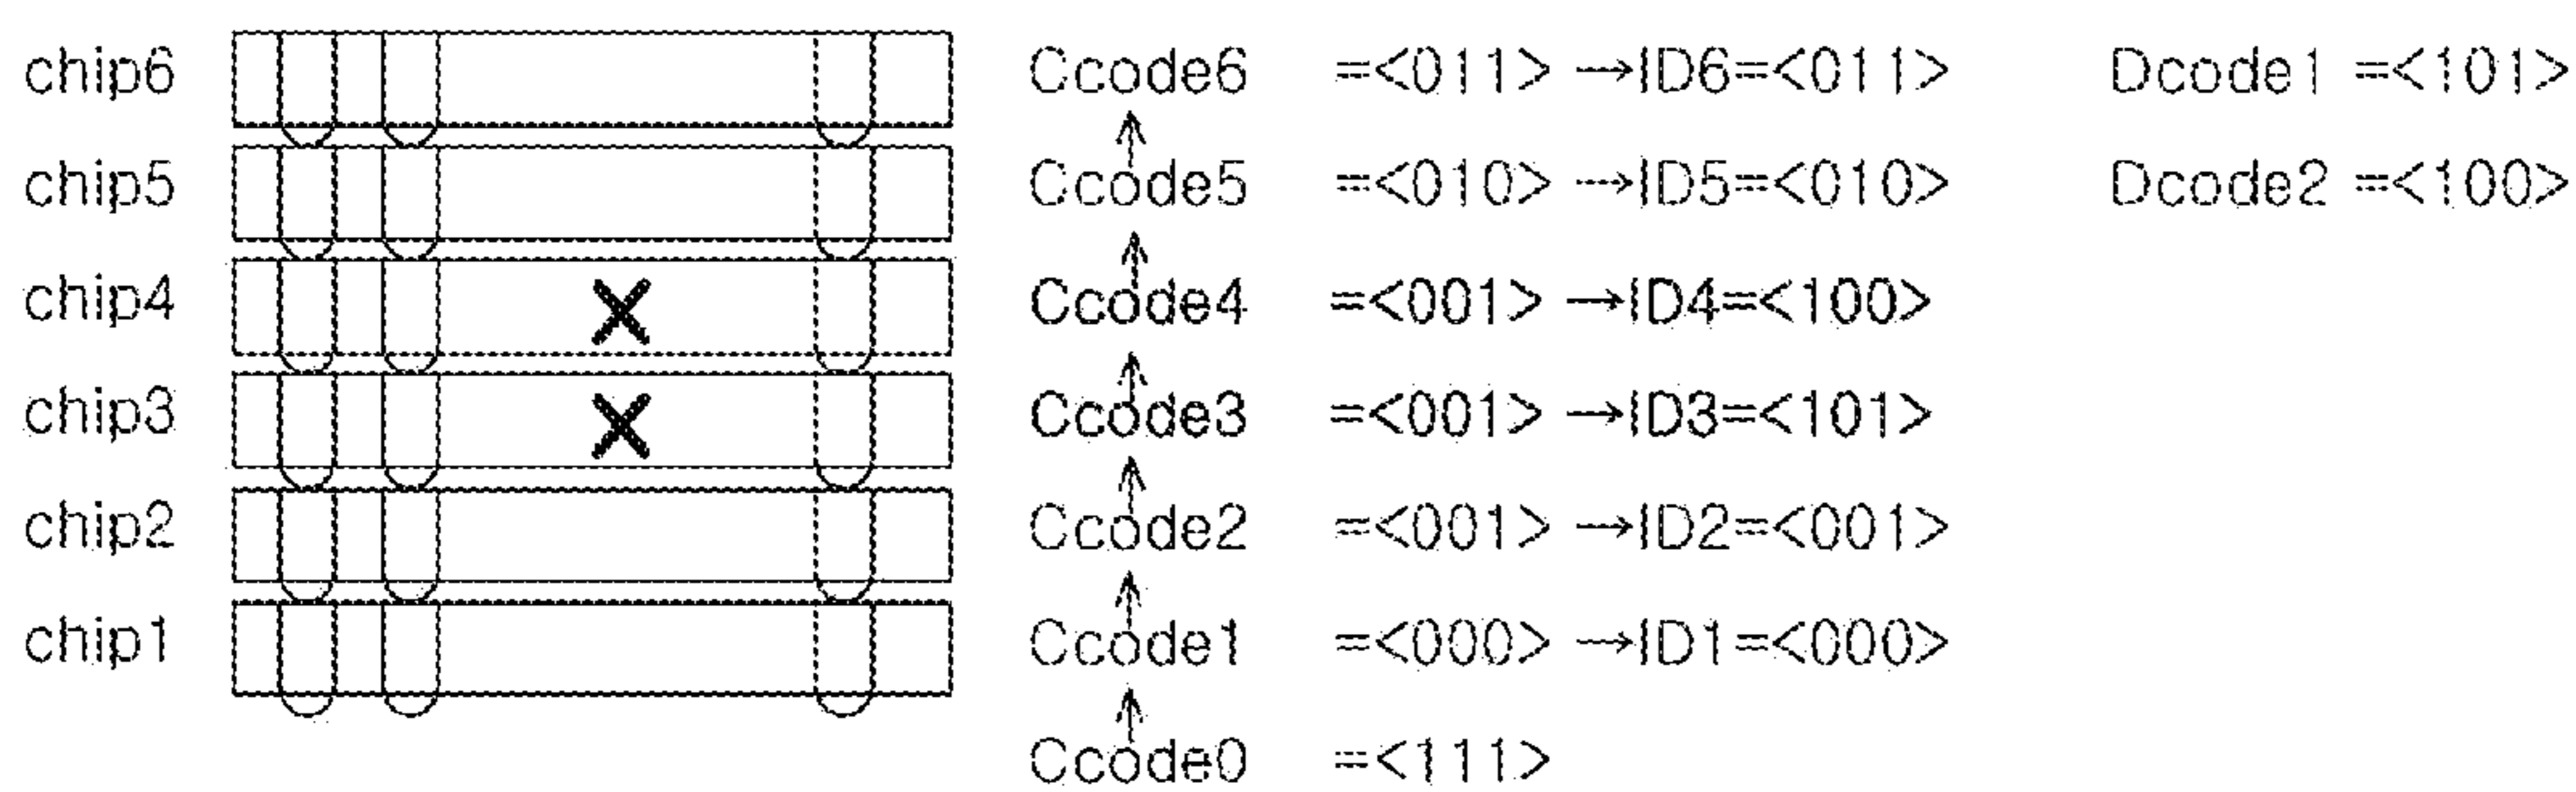 chip6 Ccode6 =<011> →ID6=<011> Dcode1 =<101>
chip5 Ccode5 =<010> →ID5=<010> Dcode2 =<100>
chip4 Ccode4 =<001> →ID4=<100>
chip3 Ccode3 =<001> →ID3=<101>
chip2 Ccode2 =<001> →ID2=<001>
chip1 Ccode1 =<000> →ID1=<000>
Ccode0 =<111>